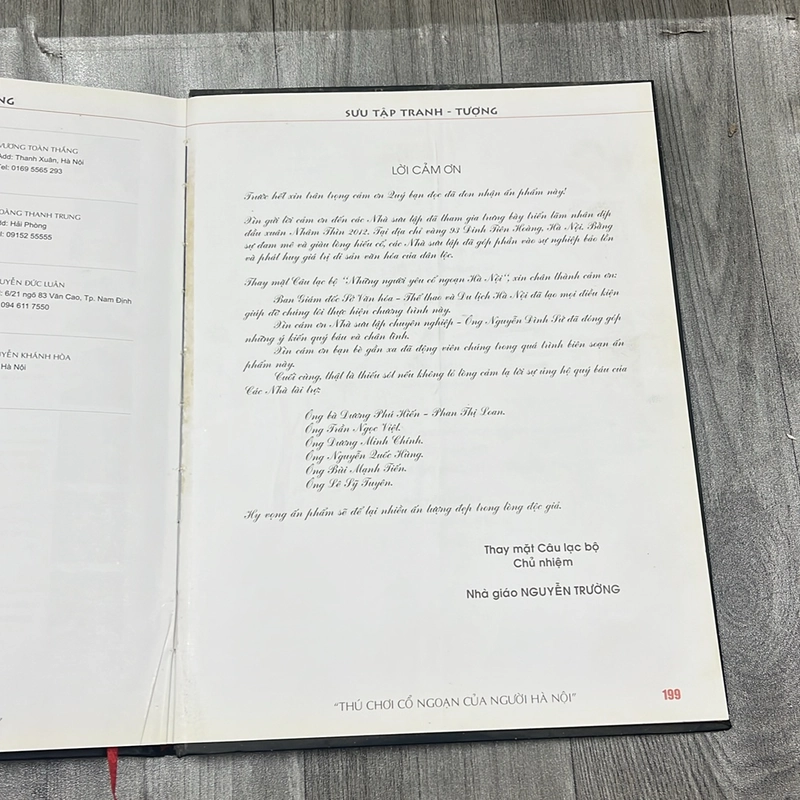 NG
VƯƠNG TOÀN THẮNG
Add: Thanh Xuân, Hà Nội
Tel: 0169 5565 293
OÀNG THANH TRUNG
dd: Hải Phòng
l: 09152 55555
UYỄN ĐỨC LUÂN
: 6/21 ngõ 83 Văn Cao, Tp. Nam Định
094 611 7550
YỄN KHÁNH HÒA
Hà Nội
SƯU TẬP TRANH - TƯỢNG
LỜI CẢM ƠN
Trước hết xin trân trọng cảm ơn Quý bạn đọc đã đón nhận ấn phẩm này!
Xin gửi lời cảm ơn đến các Nhà sưu tập đã tham gia trưng bày triển lãm nhân dịp
đầu xuân Nhâm Thìn 2012. Tại địa chỉ vàng 93 Đinh Tiên Hoàng, Hà Nội. Bằng
sự đam mê và giàu lòng hiếu cổ, các Nhà sưu tập đã góp phần vào sự nghiệp bảo tồn
và phát huy giá trị di sản văn hóa của dân tộc.
Thay mặt Câu lạc bộ "Những người yêu cổ ngoạn Hà Nội", xin chân thành cảm ơn:
Ban Giám đốc Sở Văn hóa - Thể thao và Du lịch Hà Nội đã tạo mọi điều kiện
giúp đỡ chúng tôi thực hiện chương trình này.
Xin cảm ơn Nhà sưu tập chuyên nghiệp - Ông Nguyễn Đình Sử đã đóng góp
những ý kiến quý báu và chân tình.
Xin cảm ơn bạn bè gần xa đã động viên chúng trong quá trình biên soạn ấn
phẩm này.
Cuối cùng, thật là thiếu sót nếu không tỏ lòng cảm tạ tới sự ủng hộ quý báu của
Các Nhà tài trợ:
Ông bà Dương Phú Hiến - Phan Thị Loan.
Ông Trần Ngọc Việt.
Ông Dương Minh Chính.
Ông Nguyễn Quốc Hùng.
Ông Bùi Mạnh Tiến.
Ông Lê Sỹ Tuyên.
Hy vọng ấn phẩm sẽ để lại nhiều ấn tượng đẹp trong lòng độc giả.
Thay mặt Câu lạc bộ
Chủ nhiệm
Nhà giáo NGUYỄN TRƯỜNG
"THÚ CHƠI CỔ NGOẠN CỦA NGƯỜI HÀ NỘI"
199